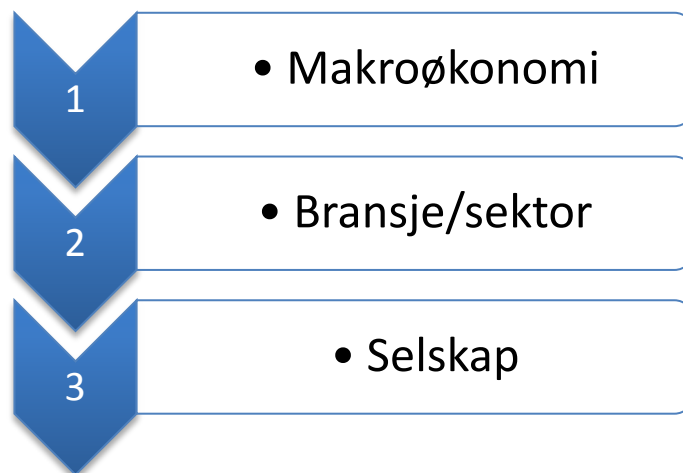 1
• Makroøkonomi
2
• Bransje/sektor
3
• Selskap